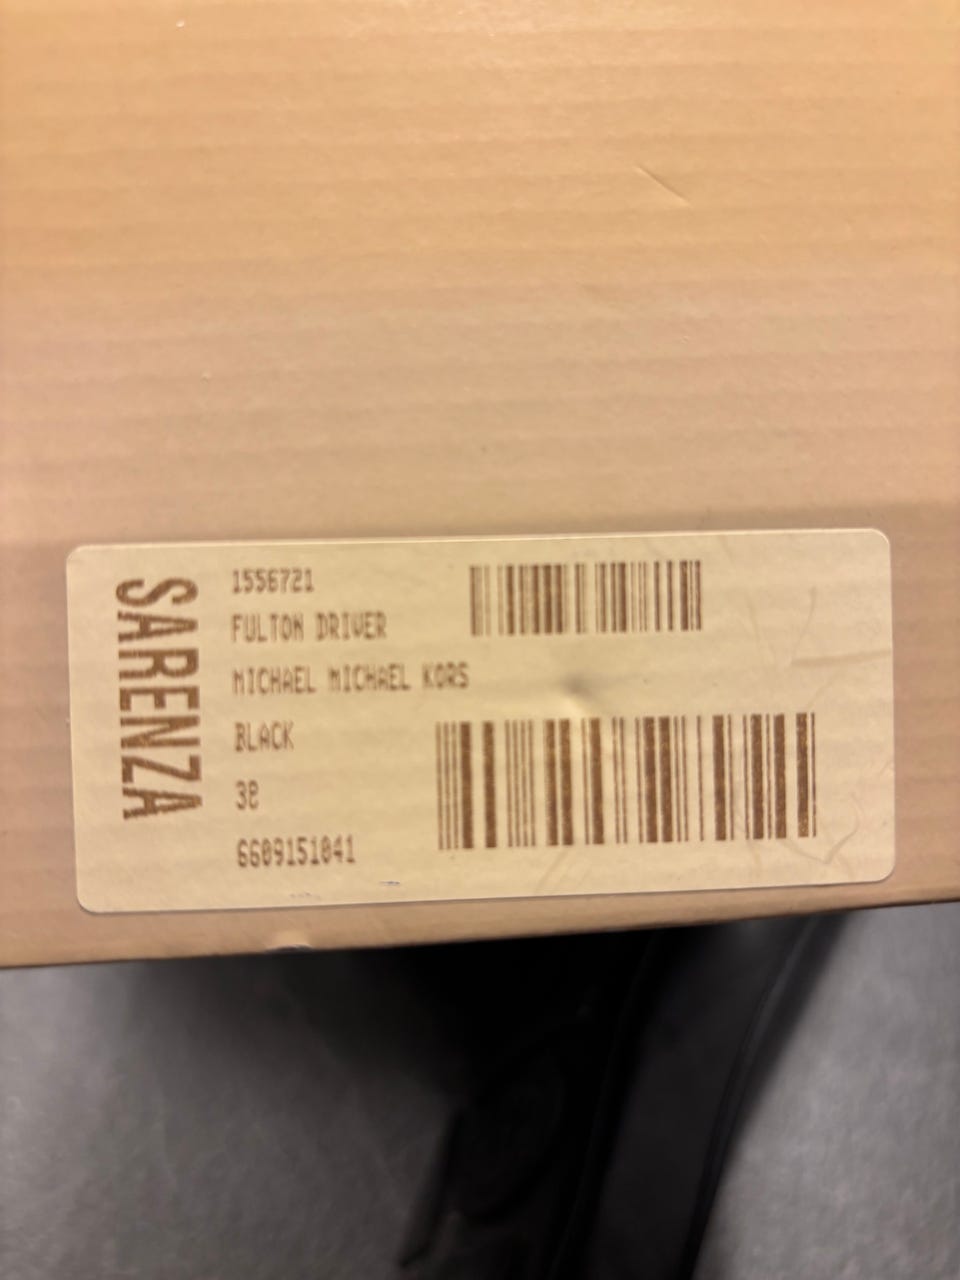 SARENZA
1556721
FULTON DRIVER
MICHAEL MICHAEL KORS
BLACK
38
6609151041